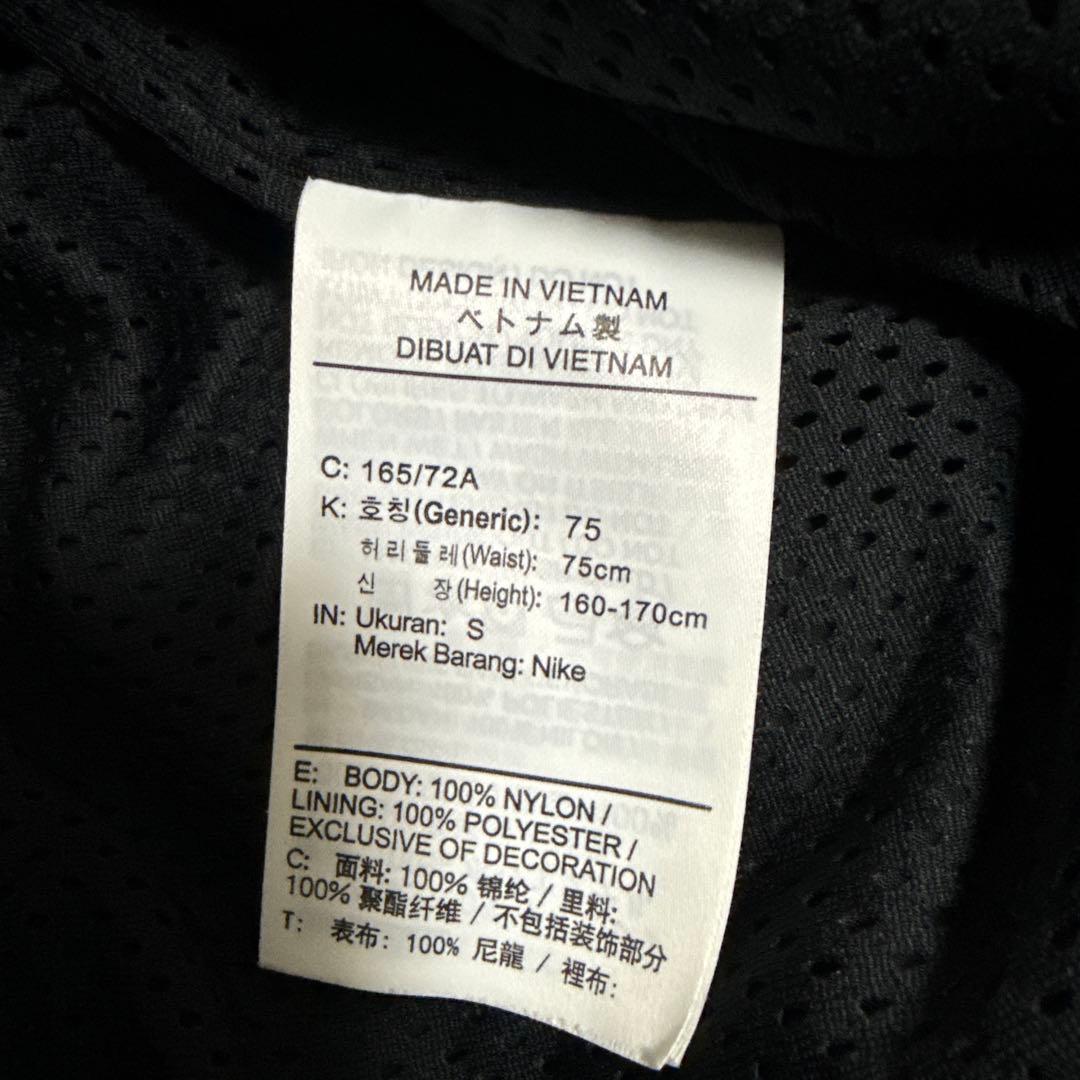 MADE IN VIETNAM
ベトナム製
DIBUAT DI VIETNAM
C: 165/72A
K: 호칭(Generic): 75
허리둘레(Waist): 75cm
신 장(Height): 160-170cm
IN: Ukuran: S
Merek Barang: Nike
E: BODY: 100% NYLON /
LINING: 100% POLYESTER /
EXCLUSIVE OF DECORATION
C: 面料: 100% 锦纶 / 里料:
100% 聚酯纤维 / 不包括装饰部分
T: 表布: 100% 尼龍 / 裡布: